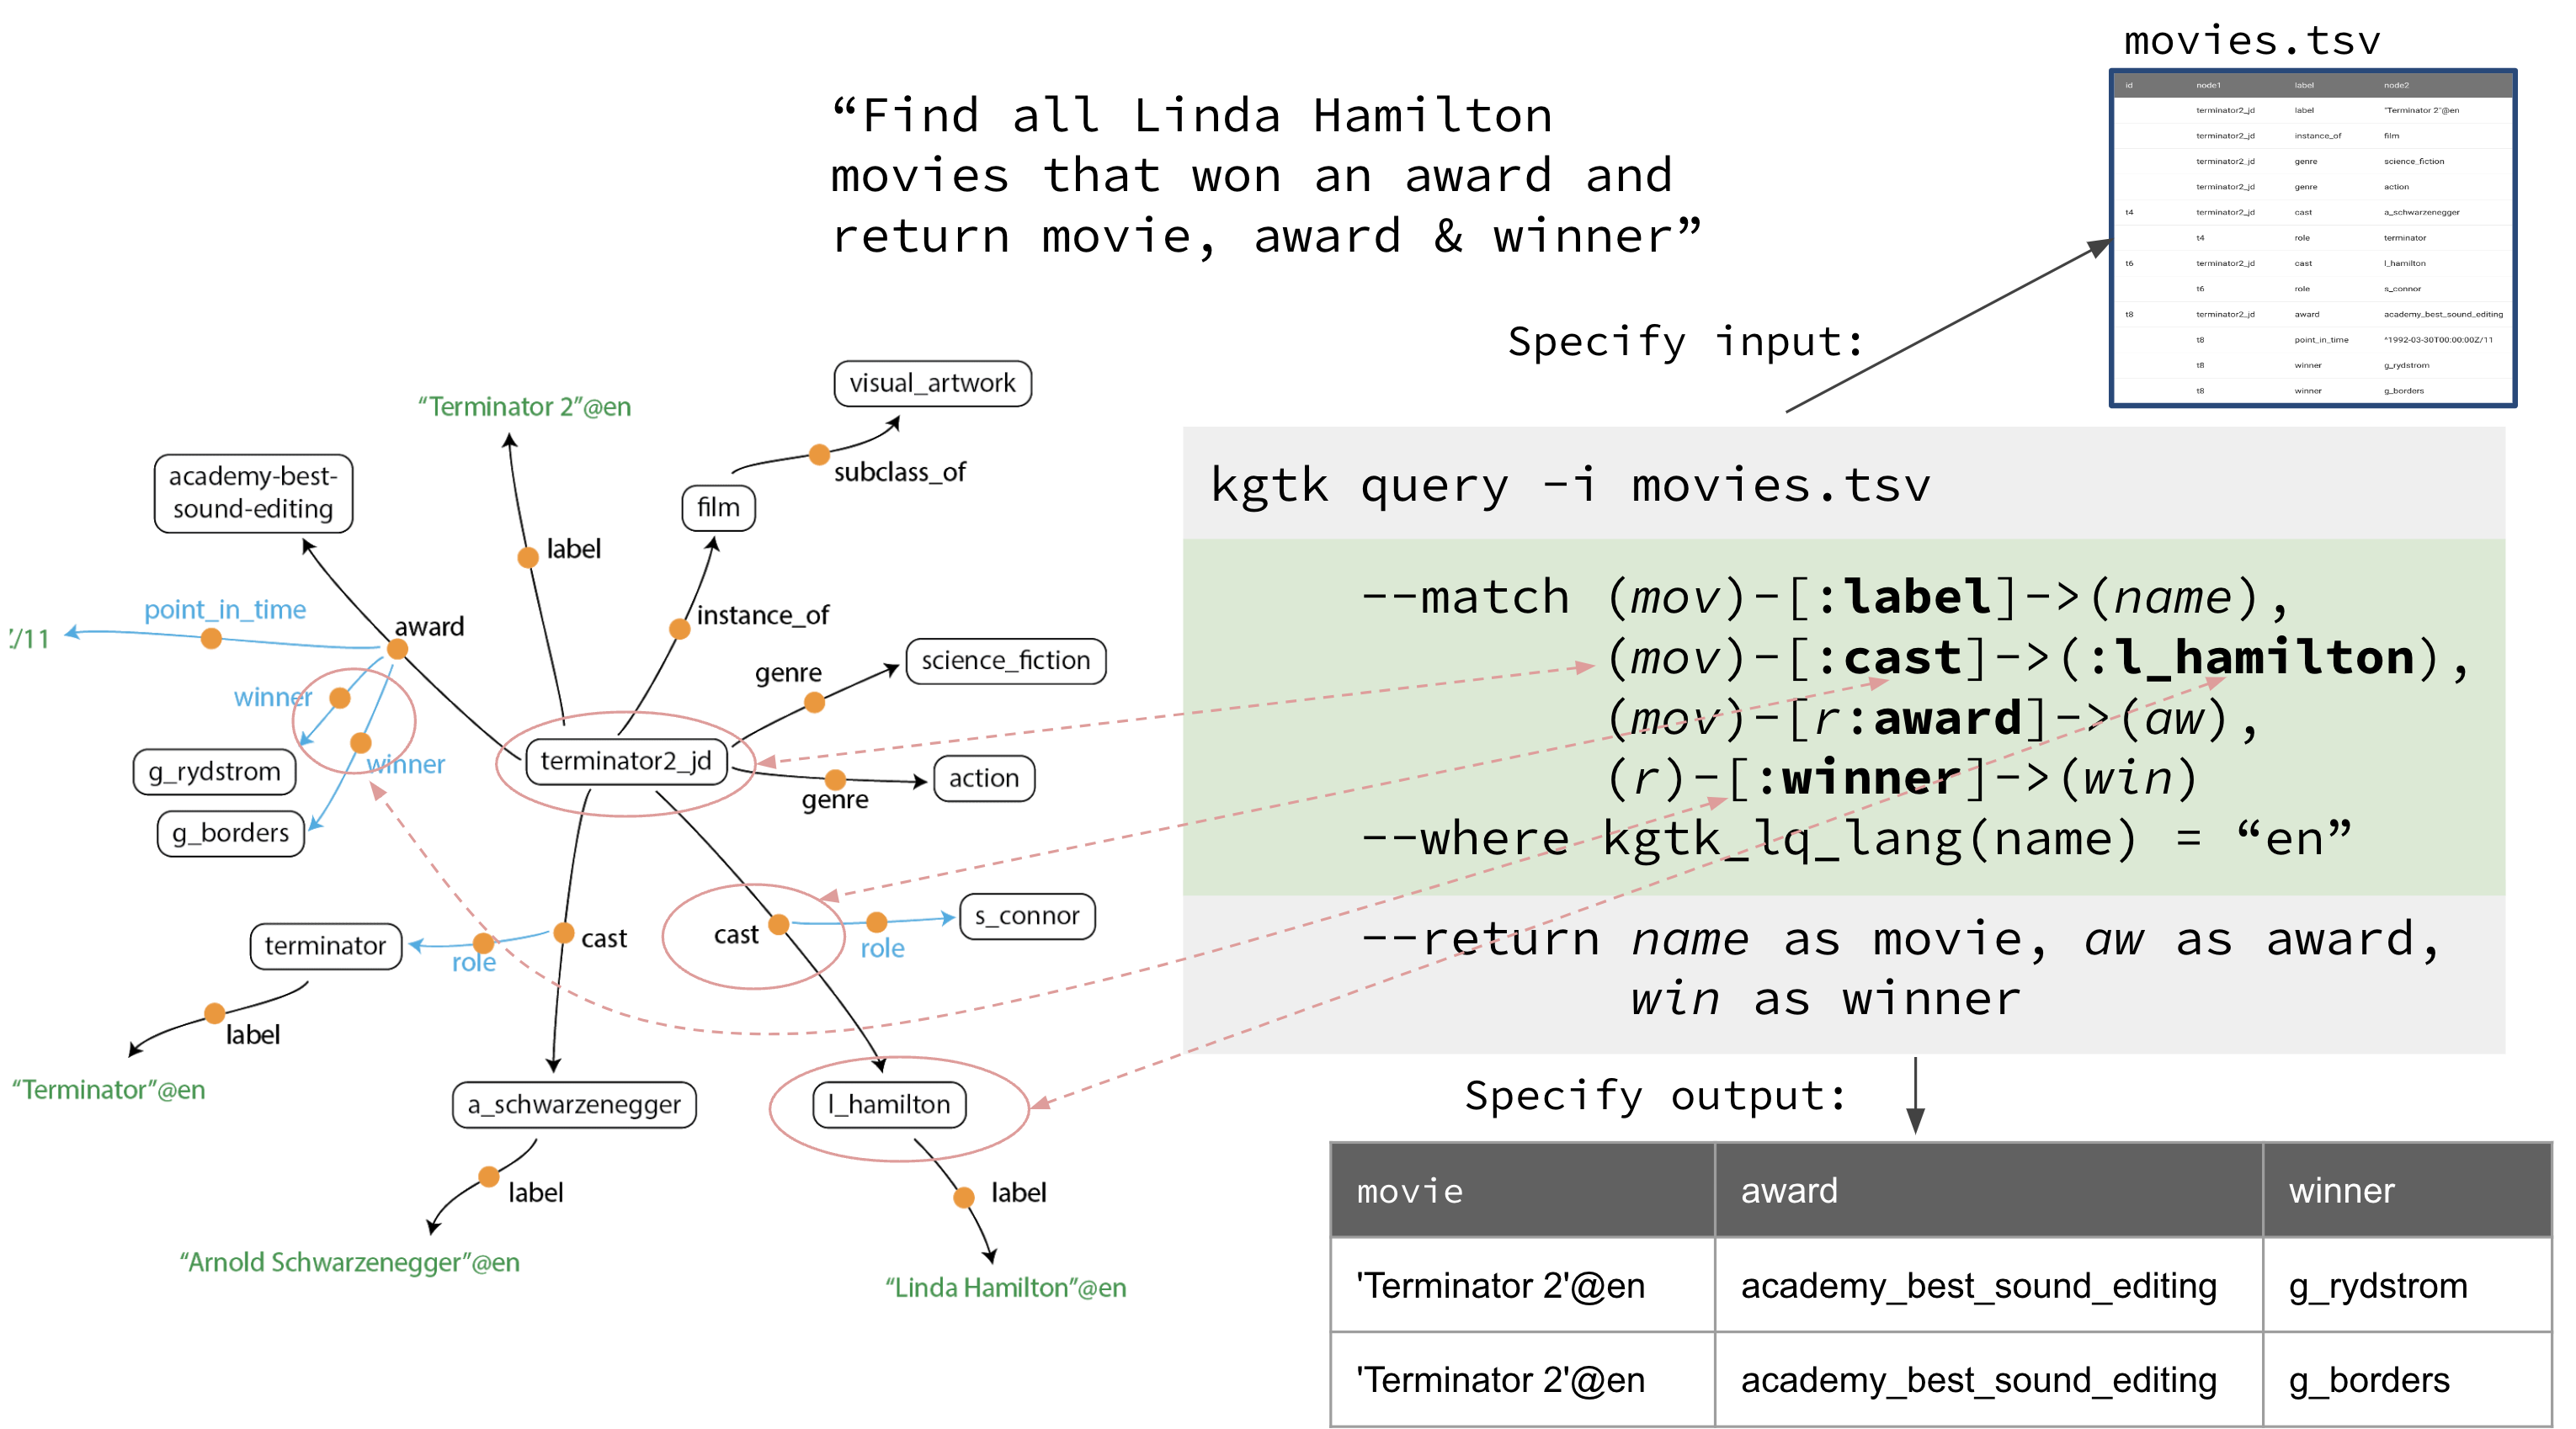 movies.tsv
id node1 label node2
terminator2_jd label "Terminator 2"@en
terminator2_jd instance_of film
terminator2_jd genre science_fiction
terminator2_jd genre action
t4 terminator2_jd cast a_schwarzenegger
t4 role terminator
t6 terminator2_jd cast l_hamilton
t6 role s_connor
t8 terminator2_jd award academy_best_sound_editing
t8 point_in_time ^1992-03-30T00:00:00Z/11
t8 winner g_rydstrom
t8 winner g_borders
“Find all Linda Hamilton
movies that won an award and
return movie, award & winner”
Specify input:
visual_artwork
“Terminator 2”@en
subclass_of
academy-best-
sound-editing
film
label
point_in_time
instance_of
award
/11
science_fiction
genre
winner
terminator2_jd
g_rydstrom
winner
action
genre
g_borders
s_connor
cast
cast
role
terminator
role
label
“Terminator”@en
a_schwarzenegger
l_hamilton
label
label
“Arnold Schwarzenegger”@en
“Linda Hamilton”@en
kgtk query -i movies.tsv
--match (mov)-[:label]->(name),
(mov)-[:cast]->(:l_hamilton),
(mov)-[r:award]->(aw),
(r)-[:winner]->(win)
--where kgtk_lq_lang(name) = “en”
--return name as movie, aw as award,
win as winner
Specify output:
movie award winner
'Terminator 2'@en academy_best_sound_editing g_rydstrom
'Terminator 2'@en academy_best_sound_editing g_borders